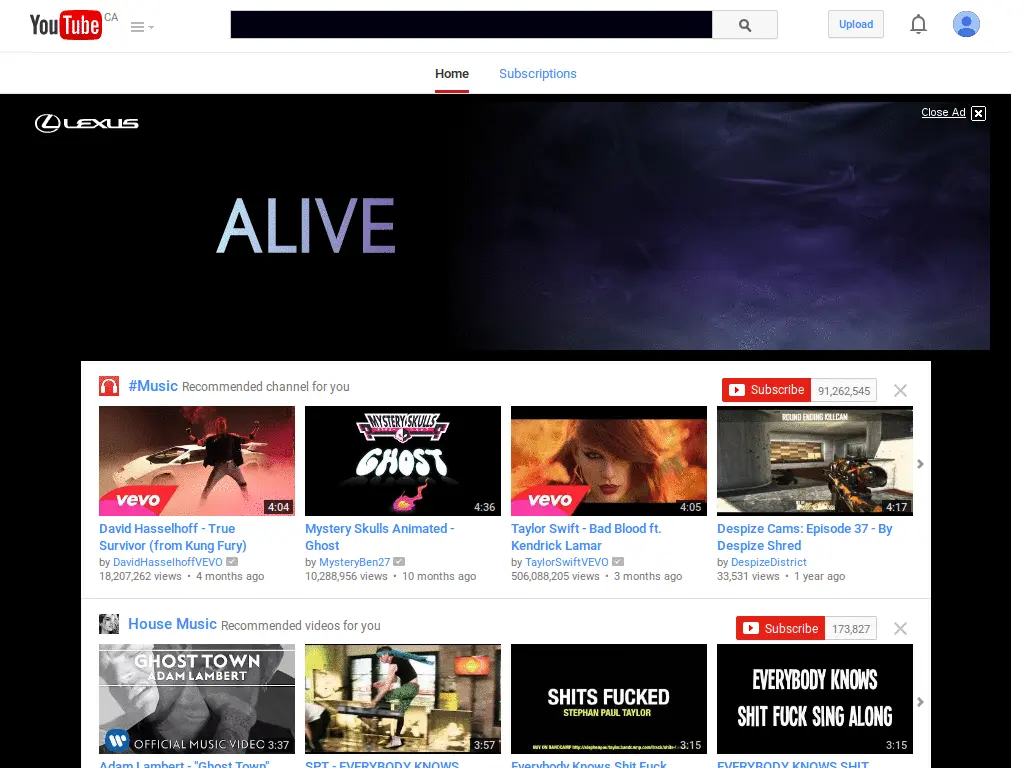 YouTube CA
Upload
Home Subscriptions
LEXUS
Close Ad
ALIVE
#Music Recommended channel for you
Subscribe 91,262,545
vevo
4:04
MYSTERY SKULLS
GHOST
4:36
vevo
4:05
ROUND ENDING KILLCAM
4:17
David Hasselhoff - True
Survivor (from Kung Fury)
by DavidHasselhoffVEVO
18,207,262 views • 4 months ago
Mystery Skulls Animated -
Ghost
by MysteryBen27
10,288,956 views • 10 months ago
Taylor Swift - Bad Blood ft.
Kendrick Lamar
by TaylorSwiftVEVO
506,088,205 views • 3 months ago
Despize Cams: Episode 37 - By
Despize Shred
by DespizeDistrict
33,531 views • 1 year ago
House Music Recommended videos for you
Subscribe 173,827
GHOST TOWN
ADAM LAMBERT
OFFICIAL MUSIC VIDEO 3:37
3:57
SHITS FUCKED
STEPHAN PAUL TAYLOR
3:15
EVERYBODY KNOWS
SHIT FUCK SING ALONG
3:15
Adam Lambert - "Ghost Town"
SPT - EVERYBODY KNOWS
Everybody Knows Shit Fuck
EVERYBODY KNOWS SHIT